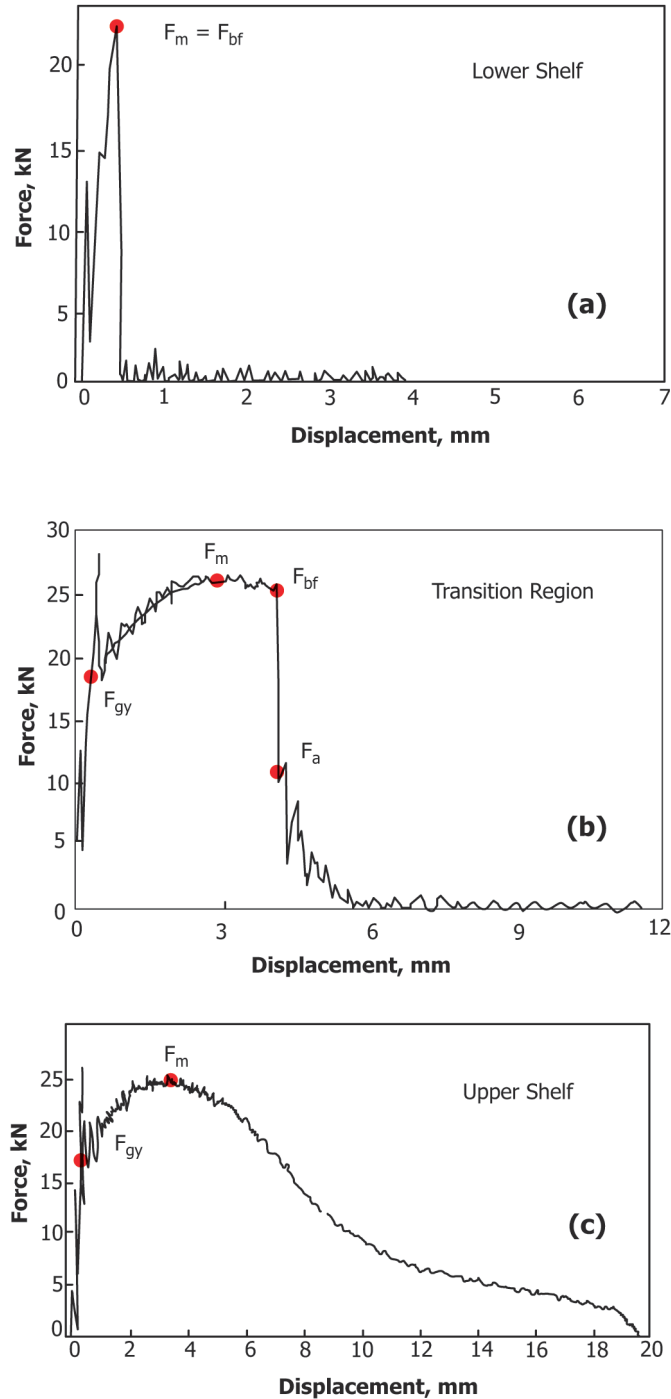 F_m = F_bf
Lower Shelf
20
15
10
5
0
Force, kN
(a)
0 1 2 3 4 5 6 7
Displacement, mm
30
25
20
15
10
5
0
Force, kN
F_m
F_bf
Transition Region
F_gy
F_a
(b)
0 3 6 9 12
Displacement, mm
25
20
15
10
5
0
Force, kN
F_m
Upper Shelf
F_gy
(c)
0 2 4 6 8 10 12 14 16 18 20
Displacement, mm